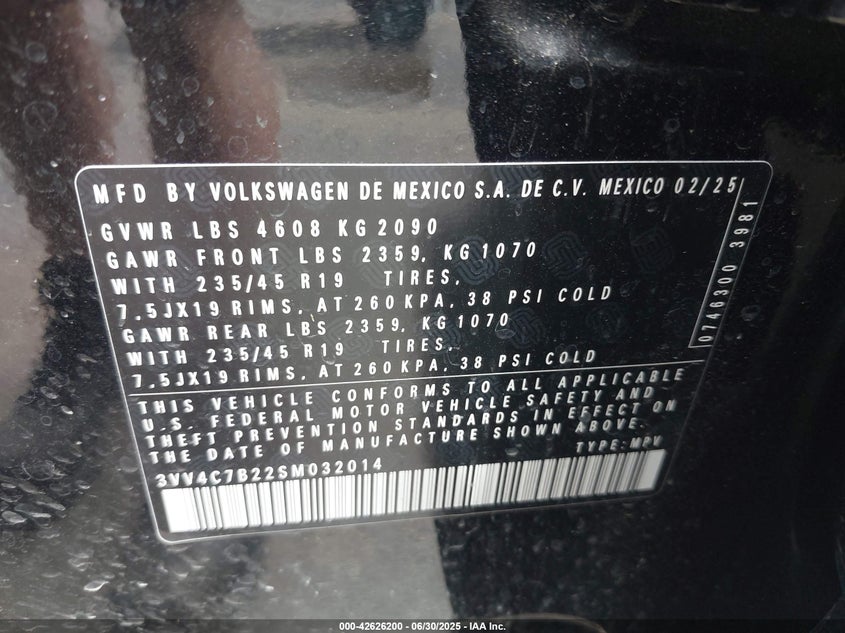 MFD BY VOLKSWAGEN DE MEXICO S.A. DE C.V. MEXICO 02/25
GVWR LBS 4608 KG 2090
GAWR FRONT LBS 2359, KG 1070
WITH 235/45 R19 TIRES,
7.5JX19 RIMS, AT 260 KPA, 38 PSI COLD
GAWR REAR LBS 2359, KG 1070
WITH 235/45 R19 TIRES,
7.5JX19 RIMS, AT 260 KPA, 38 PSI COLD
0746300 3981
THIS VEHICLE CONFORMS TO ALL APPLICABLE
U.S. FEDERAL MOTOR VEHICLE SAFETY AND
THEFT PREVENTION STANDARDS IN EFFECT ON
THE DATE OF MANUFACTURE SHOWN ABOVE.
TYPE: MPV
3VV4C7B22SM032014
000-42626200 - 06/30/2025 - IAA Inc.